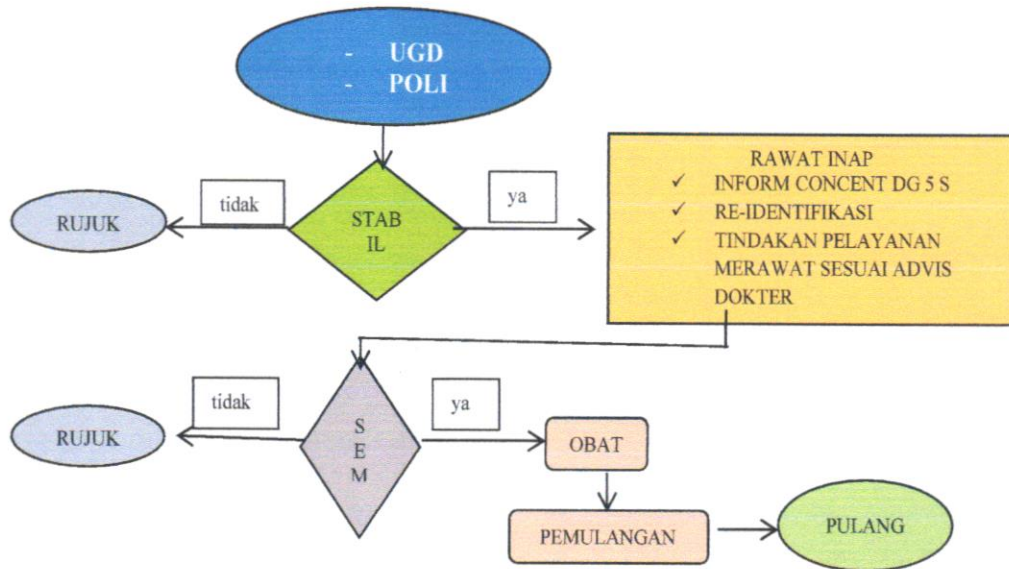 - UGD
- POLI
tidak
ya
RUJUK
STAB
IL
RAWAT INAP
✓ INFORM CONCENT DG 5 S
✓ RE-IDENTIFIKASI
✓ TINDAKAN PELAYANAN
MERAWAT SESUAI ADVIS
DOKTER
tidak
ya
RUJUK
S
E
M
OBAT
PEMULANGAN
PULANG